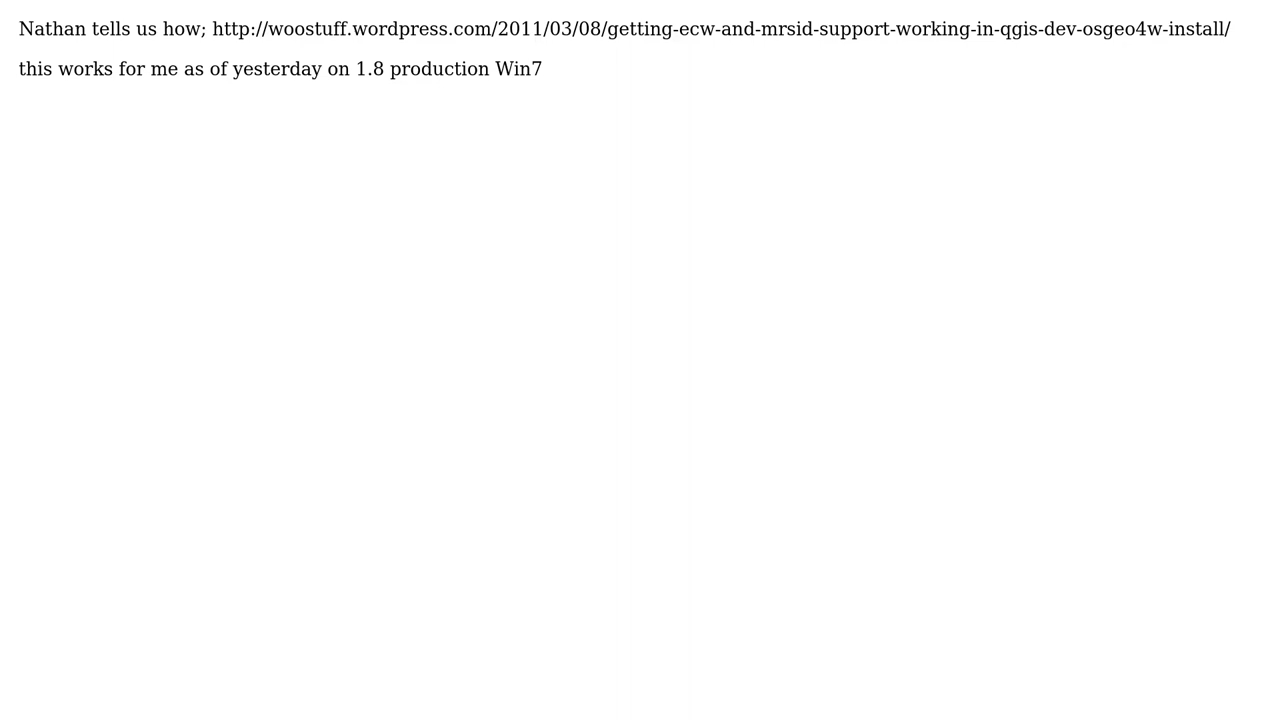 Nathan tells us how; http://woostuff.wordpress.com/2011/03/08/getting-ecw-and-mrsid-support-working-in-qgis-dev-osgeo4w-install/
this works for me as of yesterday on 1.8 production Win7